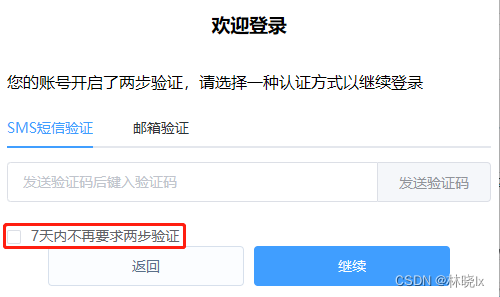 欢迎登录
您的账号开启了两步验证，请选择一种认证方式以继续登录
SMS短信验证 邮箱验证
发送验证码后键入验证码 发送验证码
7天内不再要求两步验证
返回 继续
CSDN @林晓lx